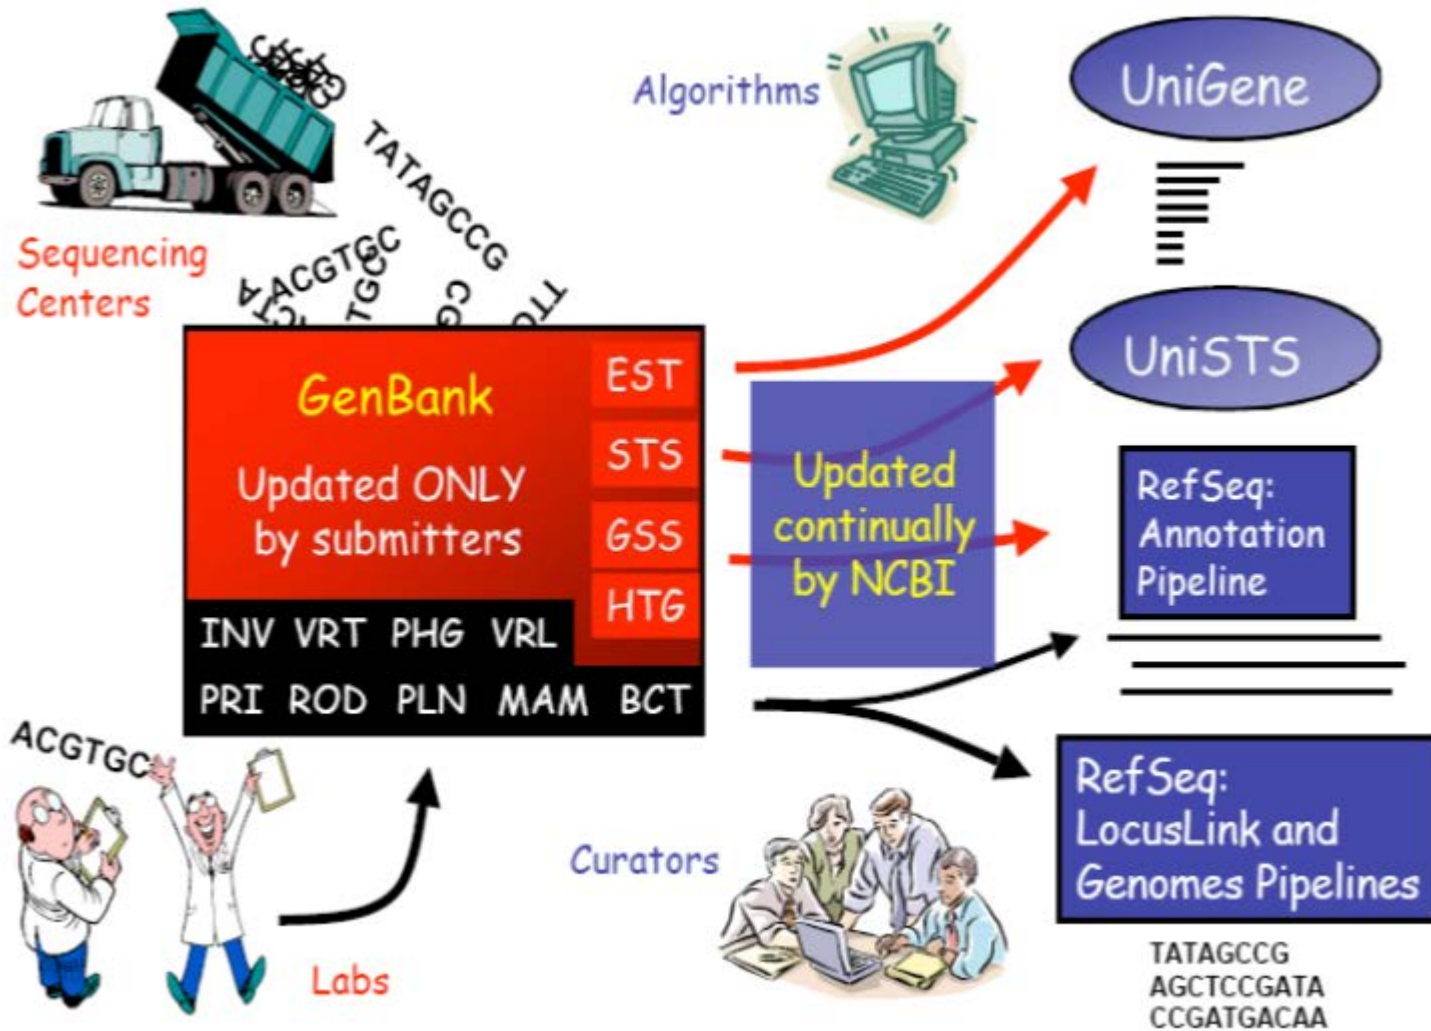 Algorithms
UniGene
TATAGCCG
Sequencing
Centers
ACGTGC
UniSTS
GenBank
Updated ONLY
by submitters
EST
STS
GSS
HTG
Updated
continually
by NCBI
RefSeq:
Annotation
Pipeline
INV VRT PHG VRL
PRI ROD PLN MAM BCT
ACGTGC
Labs
Curators
RefSeq:
LocusLink and
Genomes Pipelines
TATAGCCG
AGCTCCGATA
CCGATGACAA